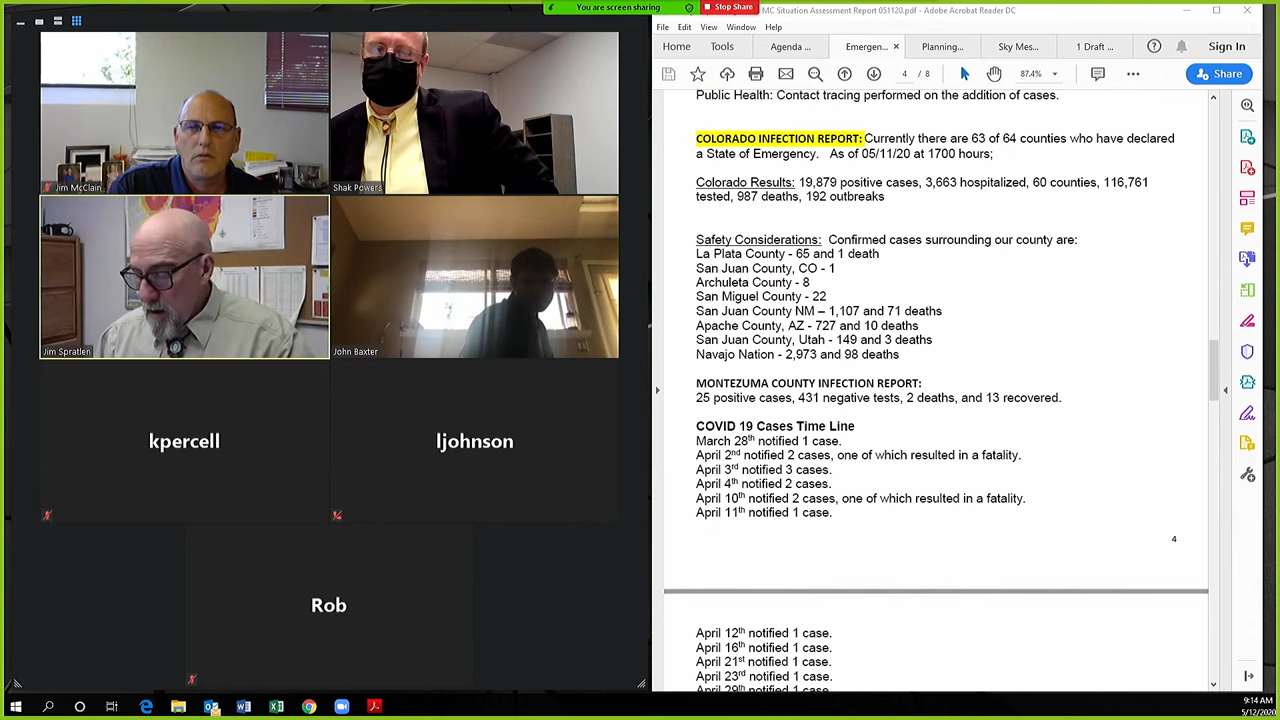 You are screen sharing
Stop Share
MC Situation Assessment Report 051120.pdf - Adobe Acrobat Reader DC
File Edit View Window Help
Home Tools Agenda ... Emergen... × Planning,... Sky Mes... 1 Draft ... Sign In
4 / 87.4% Share
Public Health: Contact tracing performed on the addition of cases.
COLORADO INFECTION REPORT: Currently there are 63 of 64 counties who have declared
a State of Emergency. As of 05/11/20 at 1700 hours;
Colorado Results: 19,879 positive cases, 3,663 hospitalized, 60 counties, 116,761
tested, 987 deaths, 192 outbreaks
Safety Considerations: Confirmed cases surrounding our county are:
La Plata County - 65 and 1 death
San Juan County, CO - 1
Archuleta County - 8
San Miguel County - 22
San Juan County NM – 1,107 and 71 deaths
Apache County, AZ - 727 and 10 deaths
San Juan County, Utah - 149 and 3 deaths
Navajo Nation - 2,973 and 98 deaths
MONTEZUMA COUNTY INFECTION REPORT:
25 positive cases, 431 negative tests, 2 deaths, and 13 recovered.
COVID 19 Cases Time Line
March 28th notified 1 case.
April 2nd notified 2 cases, one of which resulted in a fatality.
April 3rd notified 3 cases.
April 4th notified 2 cases.
April 10th notified 2 cases, one of which resulted in a fatality.
April 11th notified 1 case.
4
April 12th notified 1 case.
April 16th notified 1 case.
April 21st notified 1 case.
April 23rd notified 1 case.
April 29th notified 1 case.
Jim McClain
Shak Powers
Jim Spratlen
John Baxter
kpercell
ljohnson
Rob
9:14 AM
5/12/2020